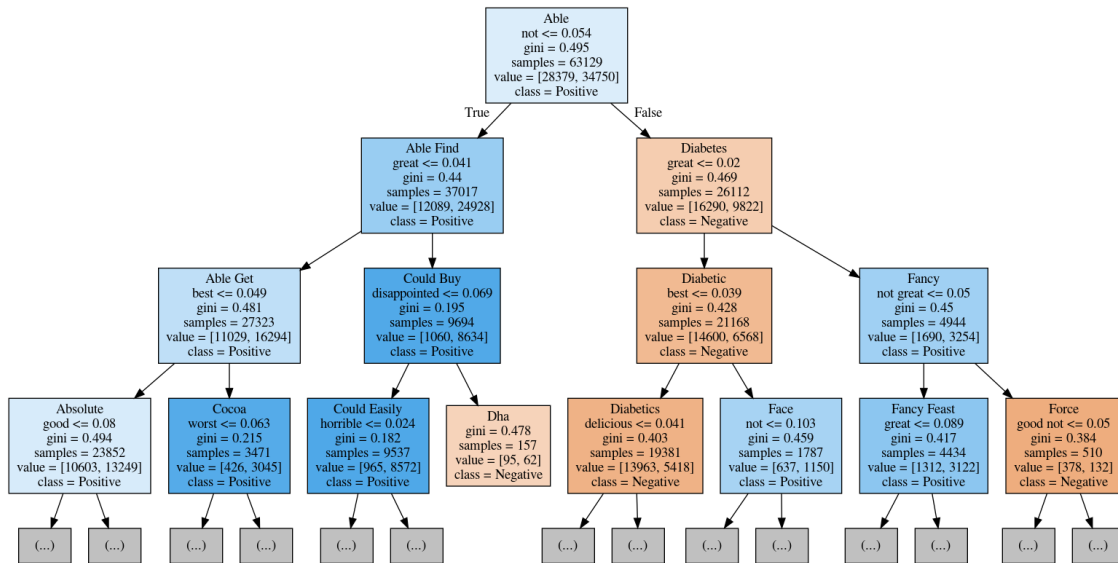 Able
not <= 0.054
gini = 0.495
samples = 63129
value = [28379, 34750]
class = Positive
True
False
Able Find
great <= 0.041
gini = 0.44
samples = 37017
value = [12089, 24928]
class = Positive
Diabetes
great <= 0.02
gini = 0.469
samples = 26112
value = [16290, 9822]
class = Negative
Able Get
best <= 0.049
gini = 0.481
samples = 27323
value = [11029, 16294]
class = Positive
Could Buy
disappointed <= 0.069
gini = 0.195
samples = 9694
value = [1060, 8634]
class = Positive
Diabetic
best <= 0.039
gini = 0.428
samples = 21168
value = [14600, 6568]
class = Negative
Fancy
not great <= 0.05
gini = 0.45
samples = 4944
value = [1690, 3254]
class = Positive
Absolute
good <= 0.08
gini = 0.494
samples = 23852
value = [10603, 13249]
class = Positive
Cocoa
worst <= 0.063
gini = 0.215
samples = 3471
value = [426, 3045]
class = Positive
Could Easily
horrible <= 0.024
gini = 0.182
samples = 9537
value = [965, 8572]
class = Positive
Dha
gini = 0.478
samples = 157
value = [95, 62]
class = Negative
Diabetics
delicious <= 0.041
gini = 0.403
samples = 19381
value = [13963, 5418]
class = Negative
Face
not <= 0.103
gini = 0.459
samples = 1787
value = [637, 1150]
class = Positive
Fancy Feast
great <= 0.089
gini = 0.417
samples = 4434
value = [1312, 3122]
class = Positive
Force
good not <= 0.05
gini = 0.384
samples = 510
value = [378, 132]
class = Negative
(...)
(...)
(...)
(...)
(...)
(...)
(...)
(...)
(...)
(...)
(...)
(...)
(...)
(...)